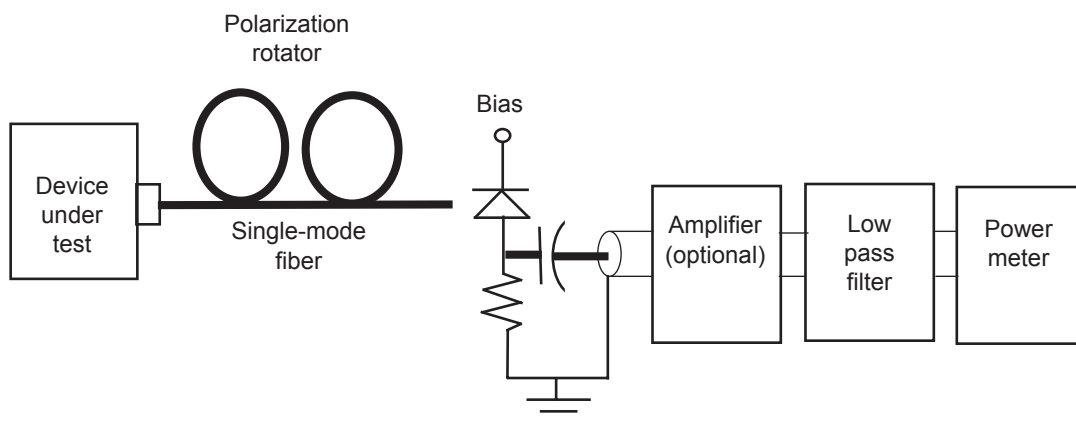 Polarization
rotator
Bias
Device
under
test
Single-mode
fiber
Amplifier
(optional)
Low
pass
filter
Power
meter